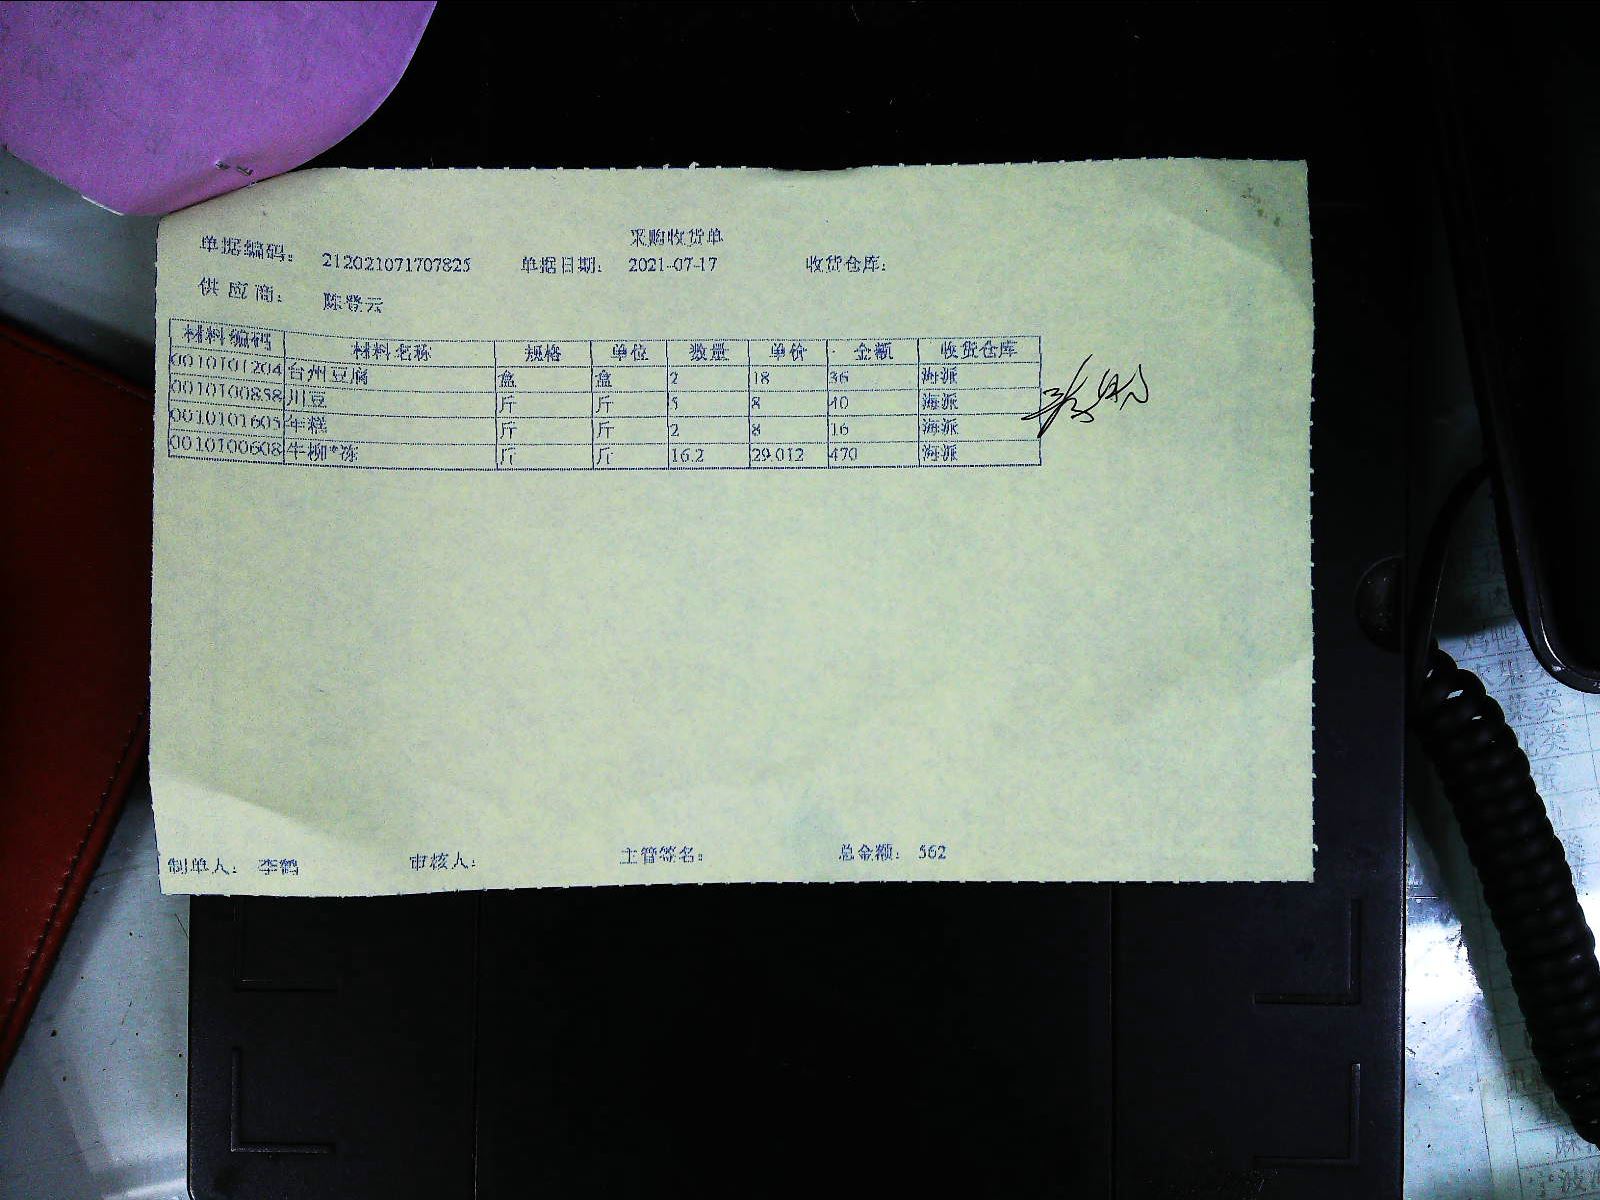 采购收货单
单据编码： 212021071707825 单据日期： 2021-07-17 收货仓库：
供应商： 陈登云
材料编码 材料名称 规格 单位 数量 单价 金额 收货仓库
0010101204 台州豆腐 盒 盒 2 18 36 海派
0010100858 川豆 斤 斤 5 8 40 海派
0010101605 年糕 斤 斤 2 8 16 海派
0010100608 牛柳*冻 斤 斤 16.2 29.012 470 海派
制单人： 李鹤 审核人： 主管签名： 总金额： 562